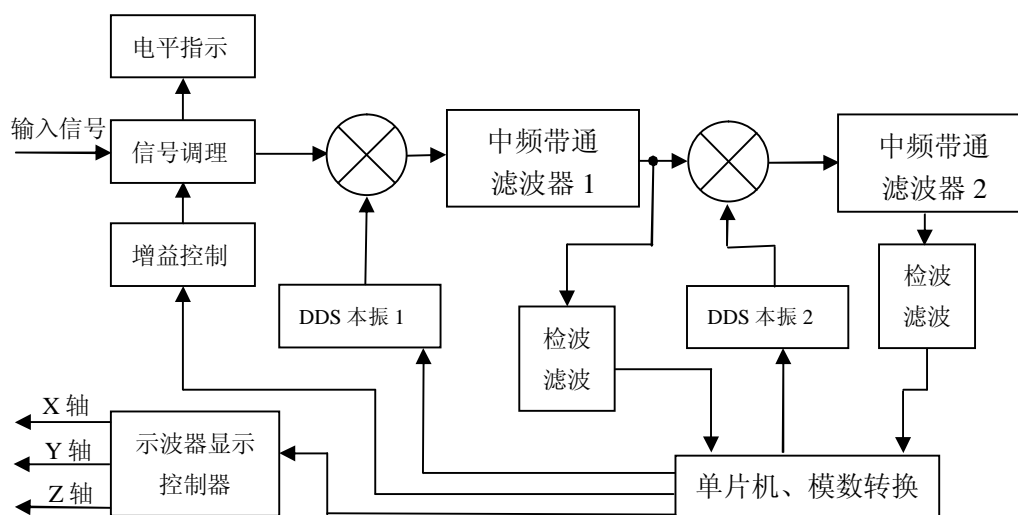 电平指示
输入信号
信号调理
中频带通
滤波器 1
中频带通
滤波器 2
增益控制
DDS 本振 1
检波
滤波
DDS 本振 2
检波
滤波
X 轴
Y 轴
Z 轴
示波器显示
控制器
单片机、模数转换